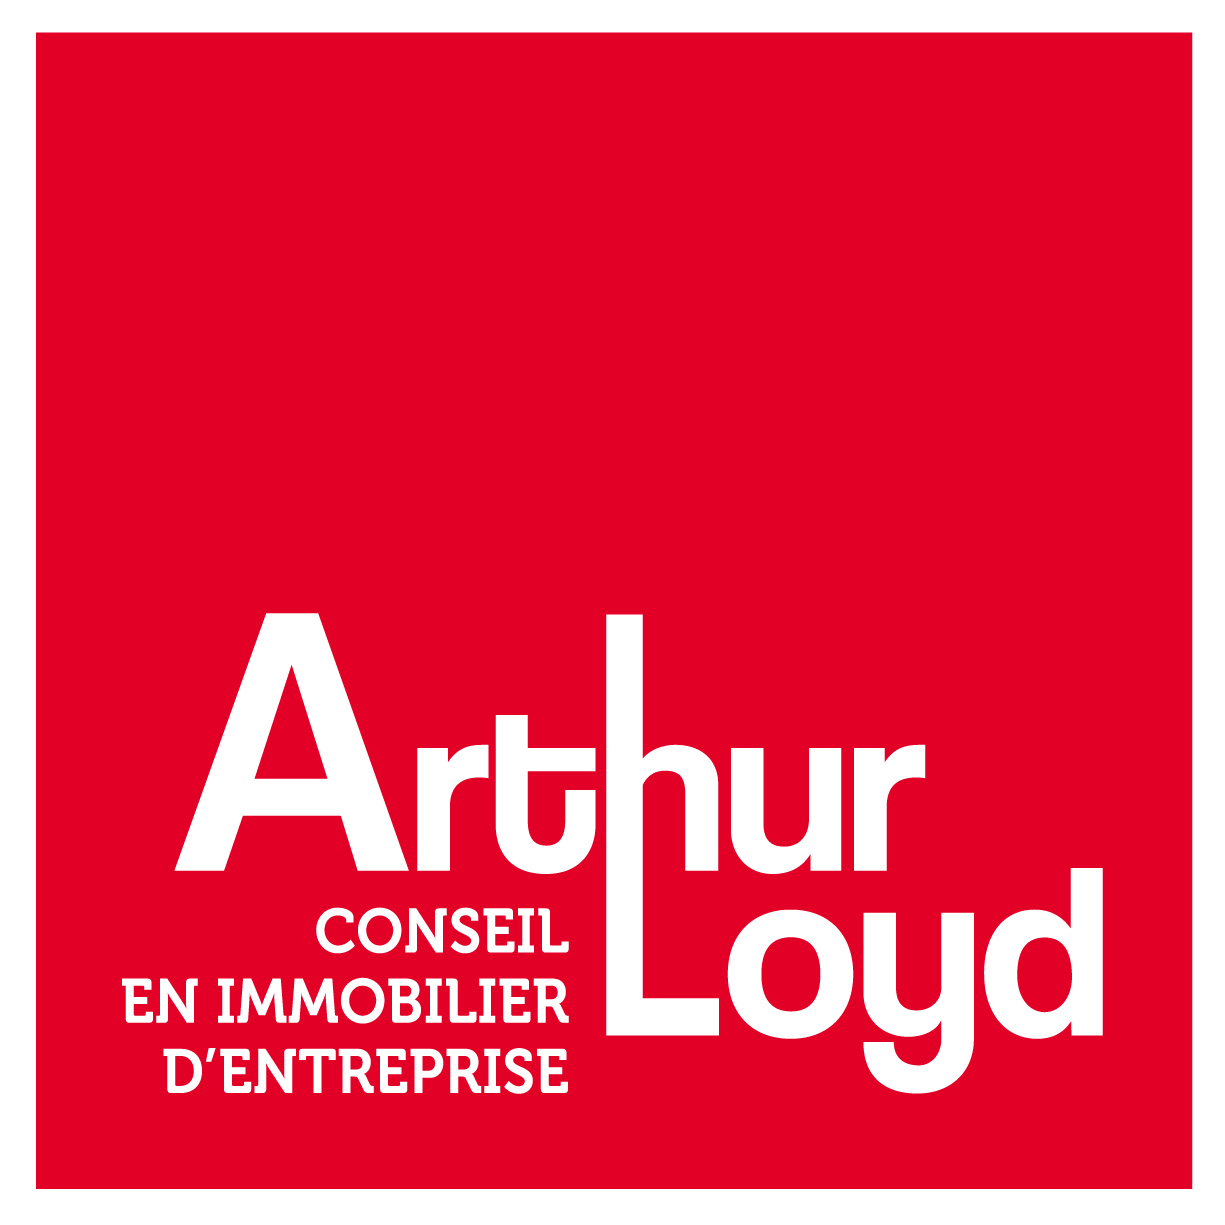 Arthur
Loyd
CONSEIL
EN IMMOBILIER
D’ENTREPRISE